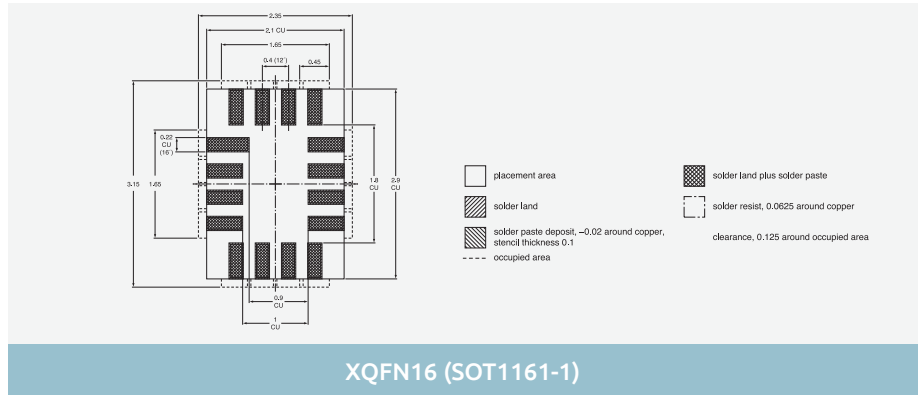 2.35
2.1 CU
1.65
0.4 (12˙)
0.45
0.22
CU
(16˙)
3.15
1.65
1.8
CU
2.9
CU
0.9
CU
1
CU
placement area
solder land
solder paste deposit, –0.02 around copper,
stencil thickness 0.1
occupied area
solder land plus solder paste
solder resist, 0.0625 around copper
clearance, 0.125 around occupied area
XQFN16 (SOT1161-1)